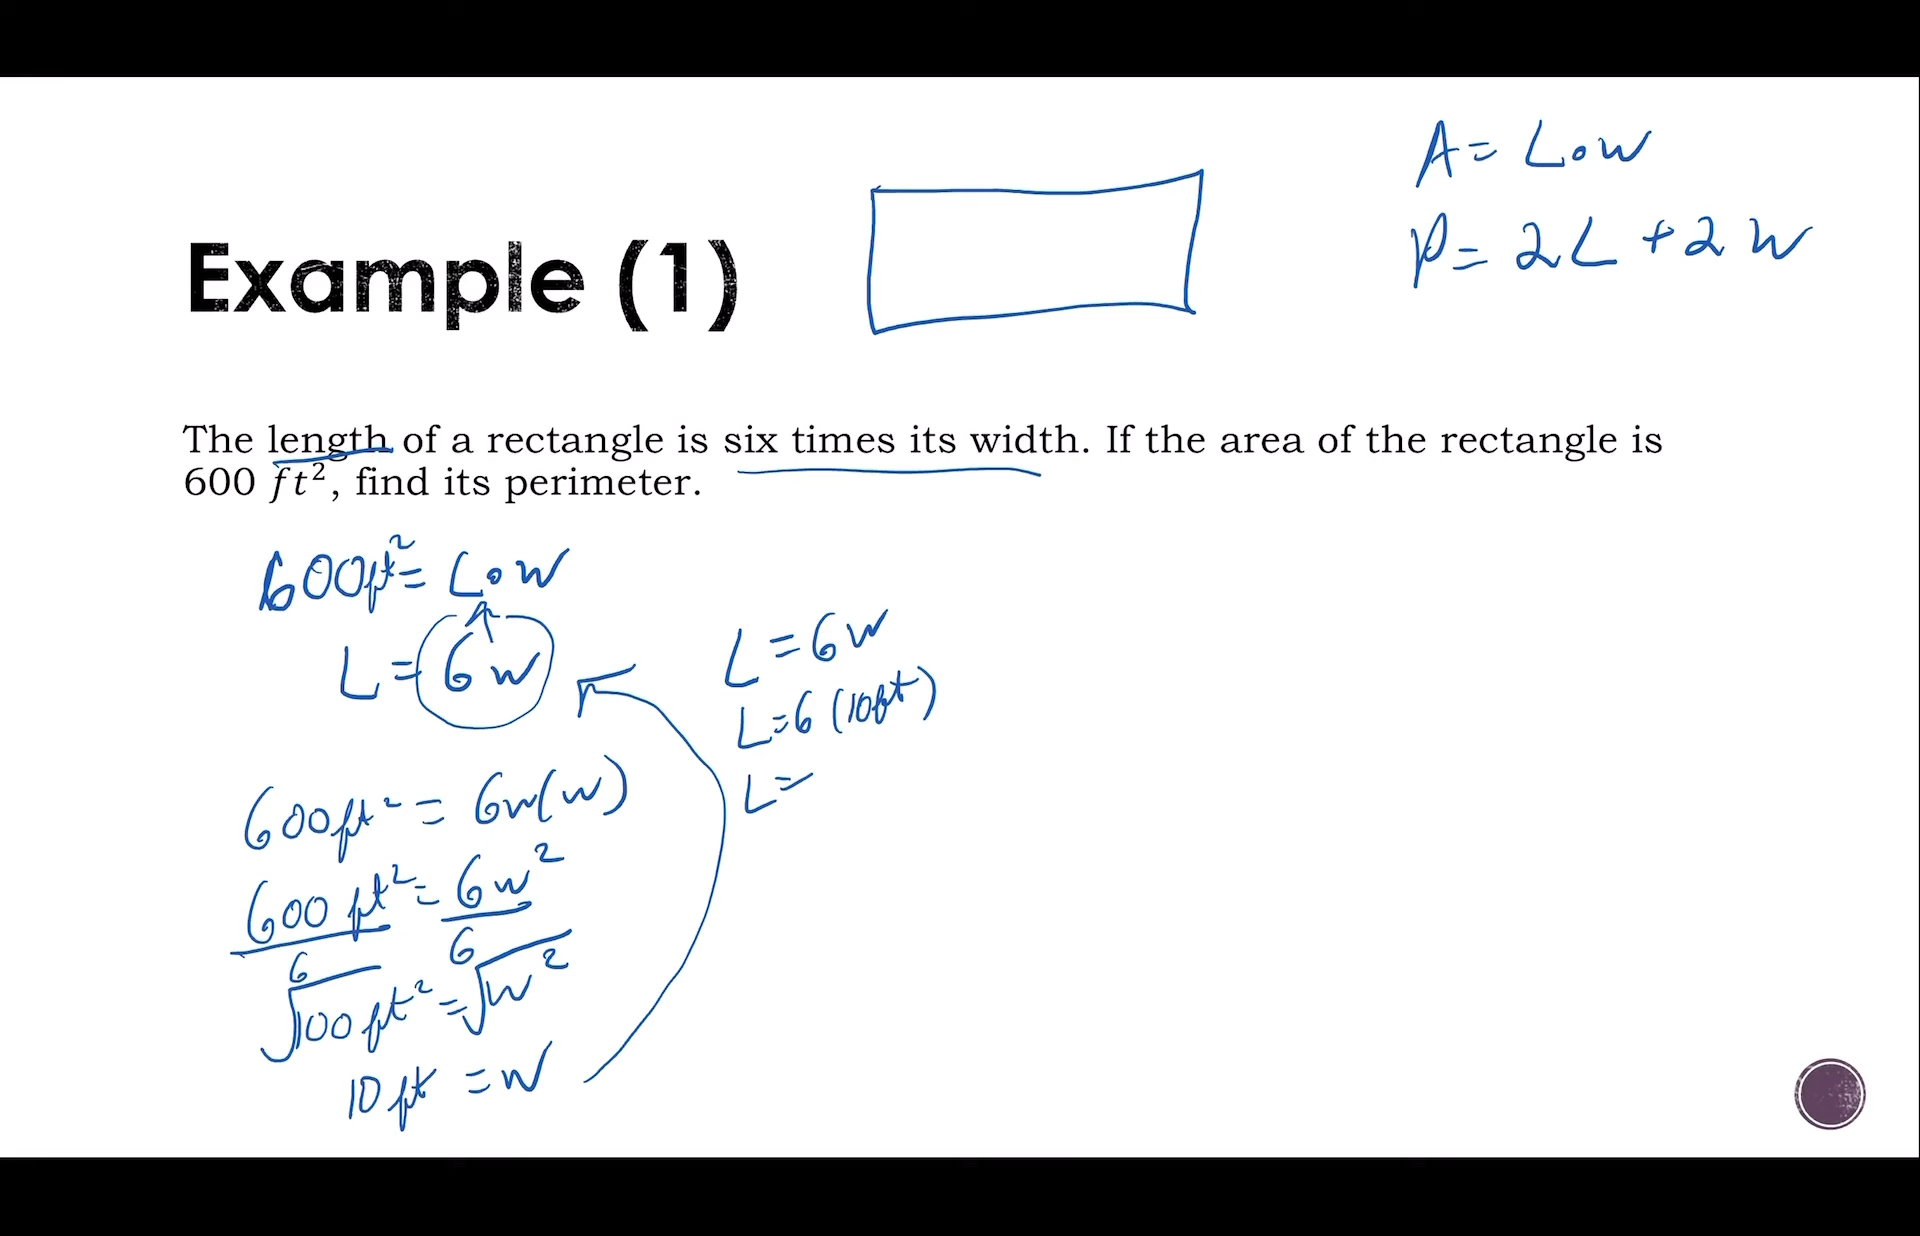 A = L∘W
P = 2L + 2W
Example (1)
The length of a rectangle is six times its width. If the area of the rectangle is
600 ft², find its perimeter.
600ft² = L∘W
L = 6W
600ft² = 6W(W)
600 ft² = 6W²
6 6
√100ft² = √W²
10 ft = W
L = 6W
L = 6 (10ft)
L =